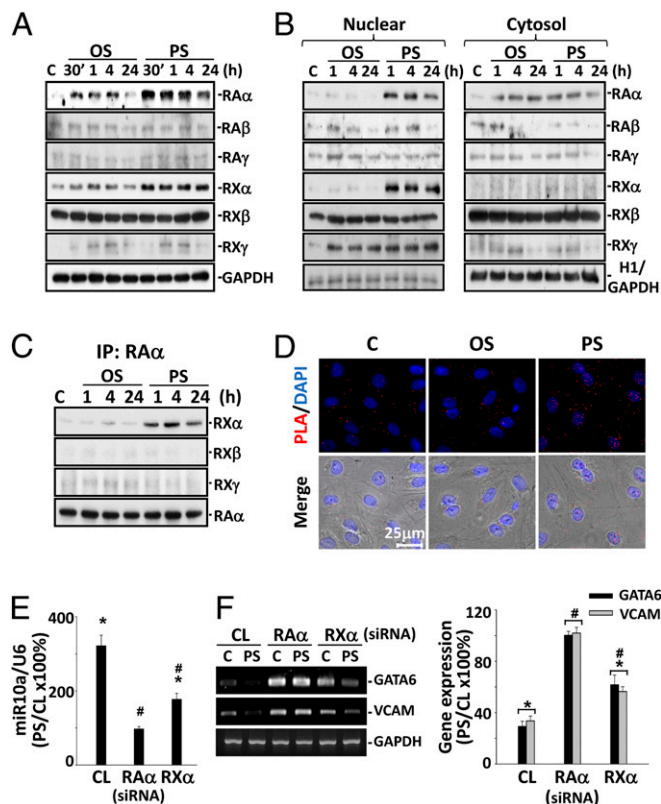 A
OS PS
C 30′ 1 4 24 30′ 1 4 24 (h)
RAα
RAβ
RAγ
RXα
RXβ
RXγ
GAPDH
B
Nuclear Cytosol
OS PS OS PS
C 1 4 24 1 4 24 C 1 4 24 1 4 24 (h)
RAα
RAβ
RAγ
RXα
RXβ
RXγ
H1/
GAPDH
C
IP: RAα
OS PS
C 1 4 24 1 4 24 (h)
RXα
RXβ
RXγ
RAα
D
C OS PS
PLA/DAPI
Merge
25μm
E
miR10a/U6
(PS/CL x100%)
400
200
0
*
#
#
*
CL RAα RXα
(siRNA)
F
CL RAα RXα (siRNA)
C PS C PS C PS
GATA6
VCAM
GAPDH
GATA6
VCAM
Gene expression
(PS/CL x100%)
120
80
40
0
*
#
#
*
CL RAα RXα
(siRNA)